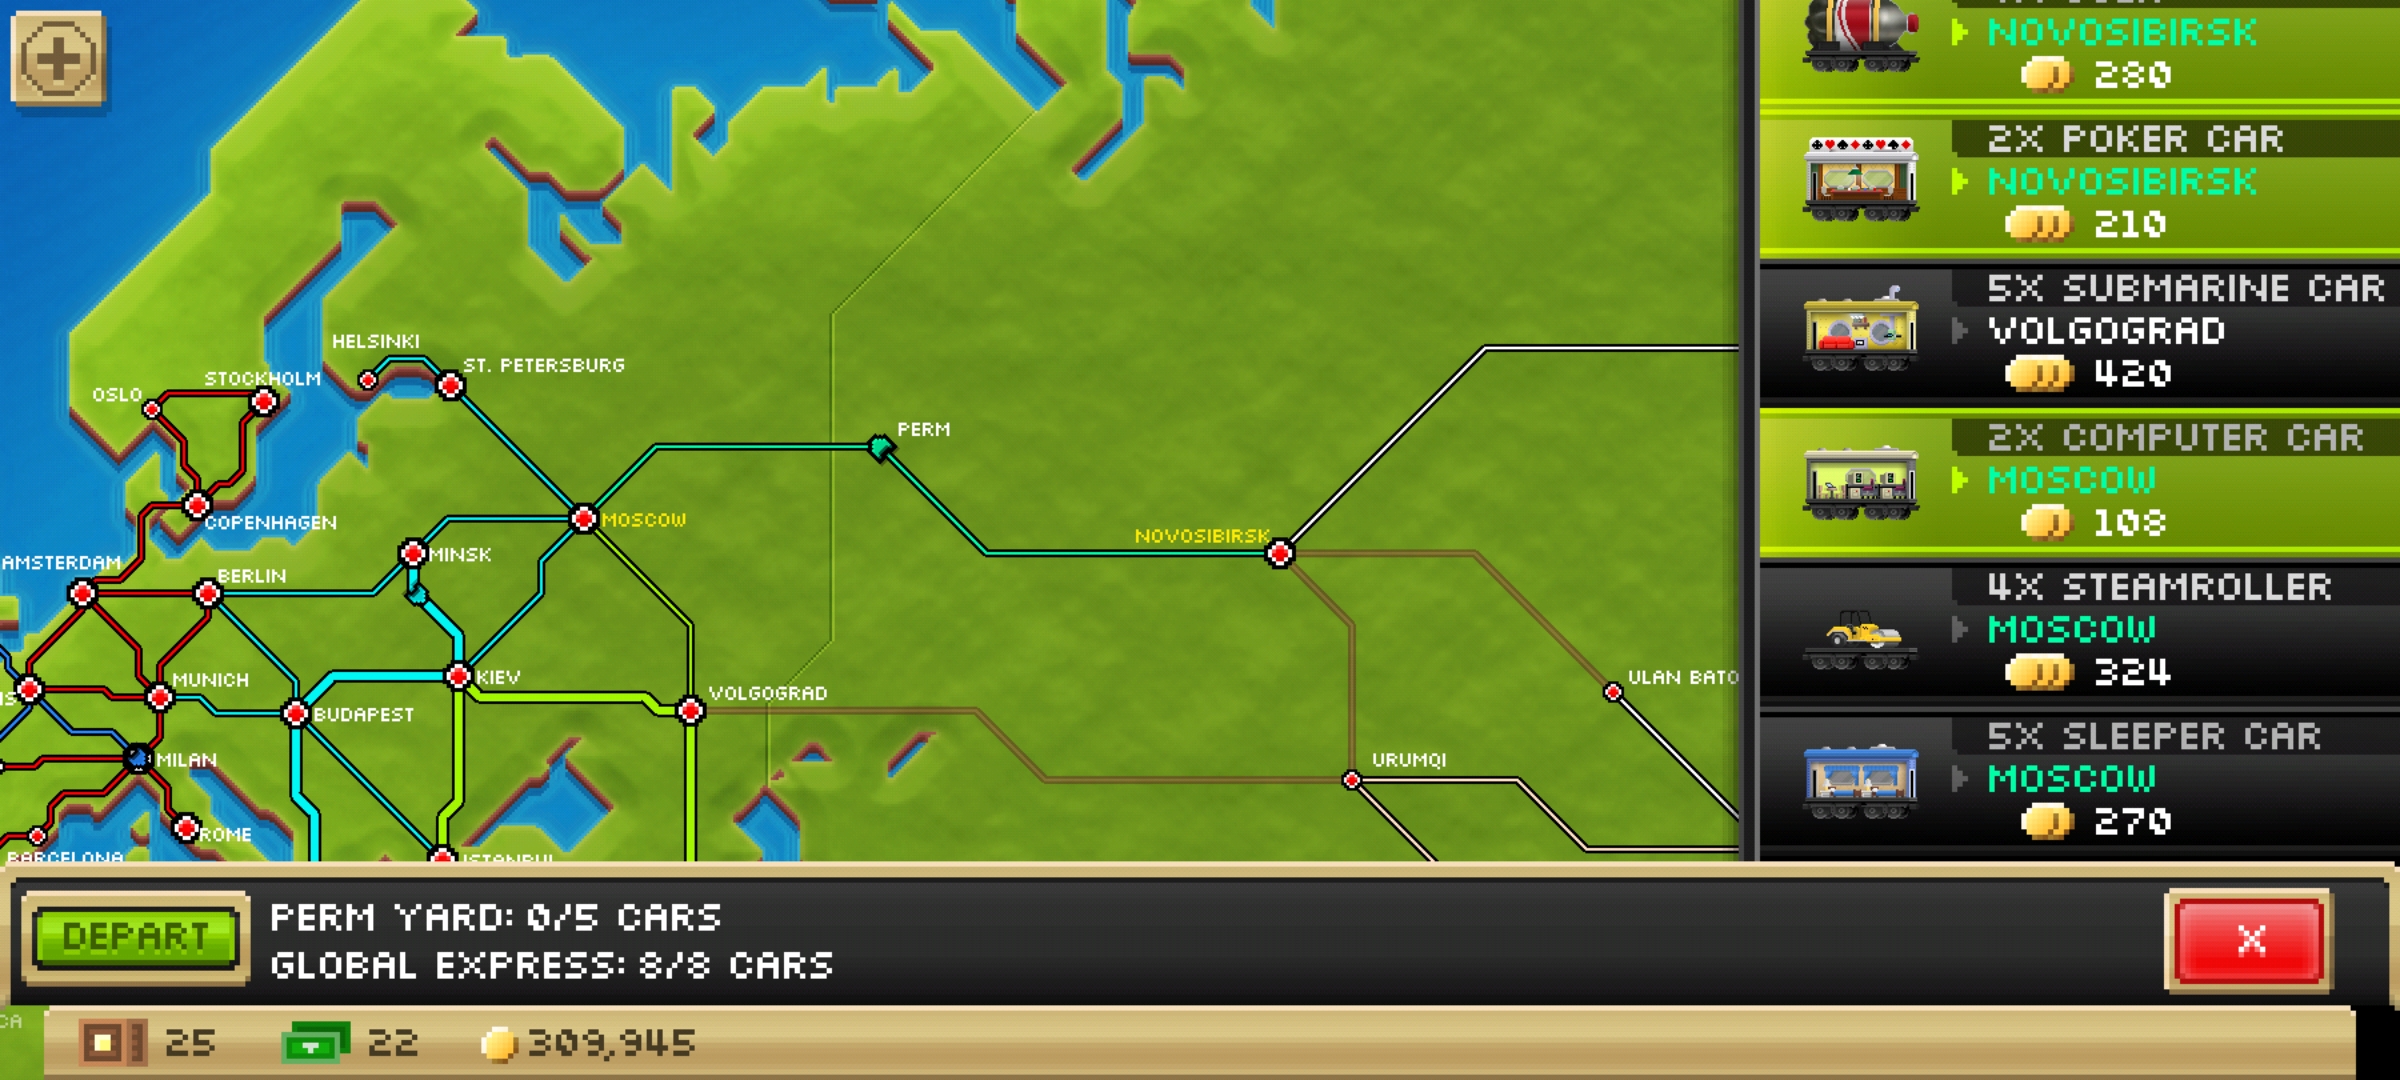 NOVOSIBIRSK
280
2X POKER CAR
NOVOSIBIRSK
210
5X SUBMARINE CAR
VOLGOGRAD
420
2X COMPUTER CAR
MOSCOW
108
4X STEAMROLLER
MOSCOW
324
5X SLEEPER CAR
MOSCOW
270
HELSINKI
ST. PETERSBURG
STOCKHOLM
OSLO
PERM
COPENHAGEN
MOSCOW
NOVOSIBIRSK
MINSK
AMSTERDAM
BERLIN
KIEV
ULAN BATO
MUNICH
VOLGOGRAD
BUDAPEST
MILAN
URUMQI
ROME
BARCELONA
ISTANBUL
DEPART
PERM YARD: 0/5 CARS
GLOBAL EXPRESS: 8/8 CARS
X
CA
25
22
309,945